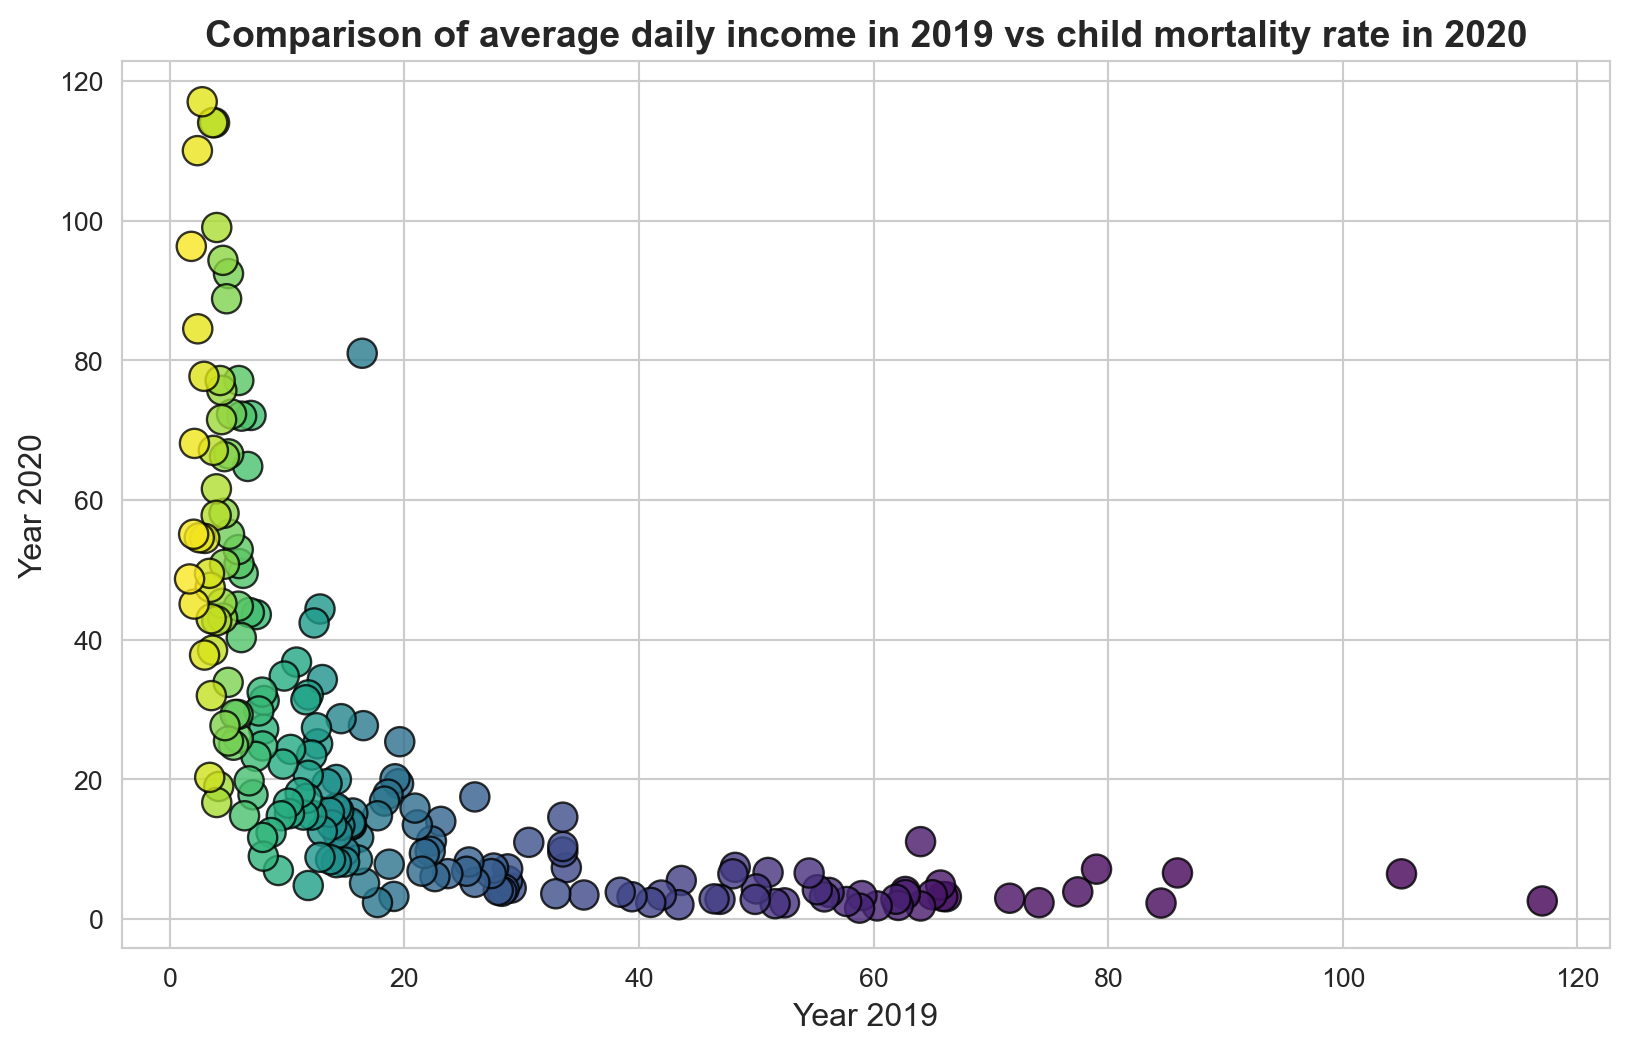 Comparison of average daily income in 2019 vs child mortality rate in 2020
120
100
80
60
40
20
0
Year 2020
0 20 40 60 80 100 120
Year 2019